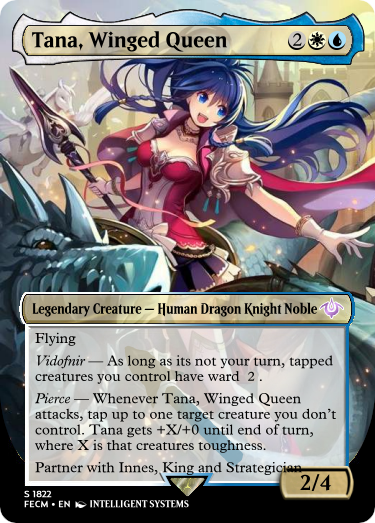 Tana, Winged Queen 2
Legendary Creature — Human Dragon Knight Noble
Flying
Vidofnir — As long as its not your turn, tapped
creatures you control have ward 2 .
Pierce — Whenever Tana, Winged Queen
attacks, tap up to one target creature you don't
control. Tana gets +X/+0 until end of turn,
where X is that creatures toughness.
Partner with Innes, King and Strategician
2/4
S 1822
FECM • EN INTELLIGENT SYSTEMS